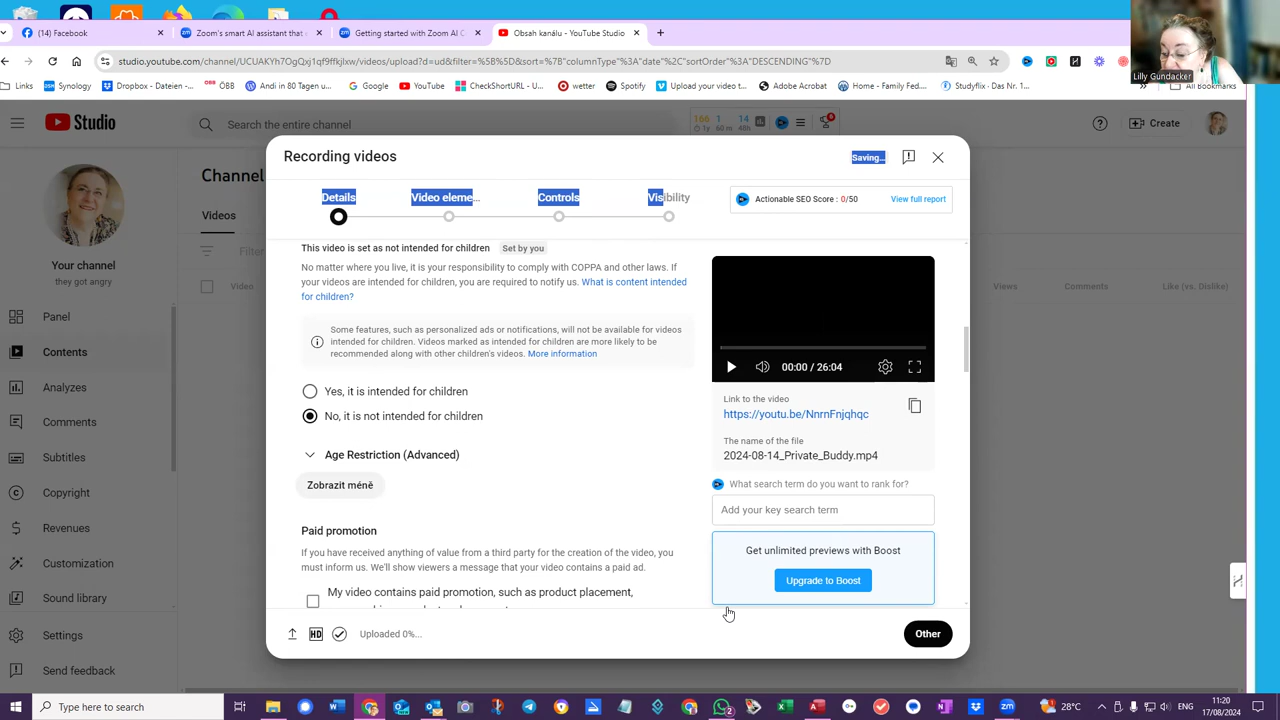 (14) Facebook
Zoom's smart AI assistant that e
Getting started with Zoom AI C
Obsah kanálu - YouTube Studio
studio.youtube.com/channel/UCUAKYh7OgQxj1qf9ffkjlxw/videos/upload?d=ud&filter=%5B%5D&sort=%7B"columnType"%3A"date"%2C"sortOrder"%3A"DESCENDING"%7D
Lilly Gundacker
Links
Synology
Dropbox - Dateien -...
ÖBB
Andi in 80 Tagen u...
Google
YouTube
CheckShortURL - U...
wetter
Spotify
Upload your video t...
Adobe Acrobat
Home - Family Fed...
Studyflix - Das Nr. 1...
All Bookmarks
Studio
Search the entire channel
166 1 14
1y 60 m 48h
Create
Channel
Videos
Filter
Video
Views
Comments
Like (vs. Dislike)
Your channel
they got angry
Panel
Contents
Analyzes
Comments
Subtitles
Copyright
Revenues
Customization
Sound library
Settings
Send feedback
Recording videos
Saving...
Details
Video eleme...
Controls
Visibility
Actionable SEO Score : 0/50
View full report
This video is set as not intended for children
Set by you
No matter where you live, it is your responsibility to comply with COPPA and other laws. If
your videos are intended for children, you are required to notify us. What is content intended
for children?
Some features, such as personalized ads or notifications, will not be available for videos
intended for children. Videos marked as intended for children are more likely to be
recommended along with other children's videos. More information
Yes, it is intended for children
No, it is not intended for children
Age Restriction (Advanced)
Zobrazit méně
Paid promotion
If you have received anything of value from a third party for the creation of the video, you
must inform us. We'll show viewers a message that your video contains a paid ad.
My video contains paid promotion, such as product placement,
00:00 / 26:04
Link to the video
https://youtu.be/NnrnFnjqhqc
The name of the file
2024-08-14_Private_Buddy.mp4
What search term do you want to rank for?
Add your key search term
Get unlimited previews with Boost
Upgrade to Boost
HD
Uploaded 0%...
Other
Type here to search
2
28°C
11:20
17/08/2024